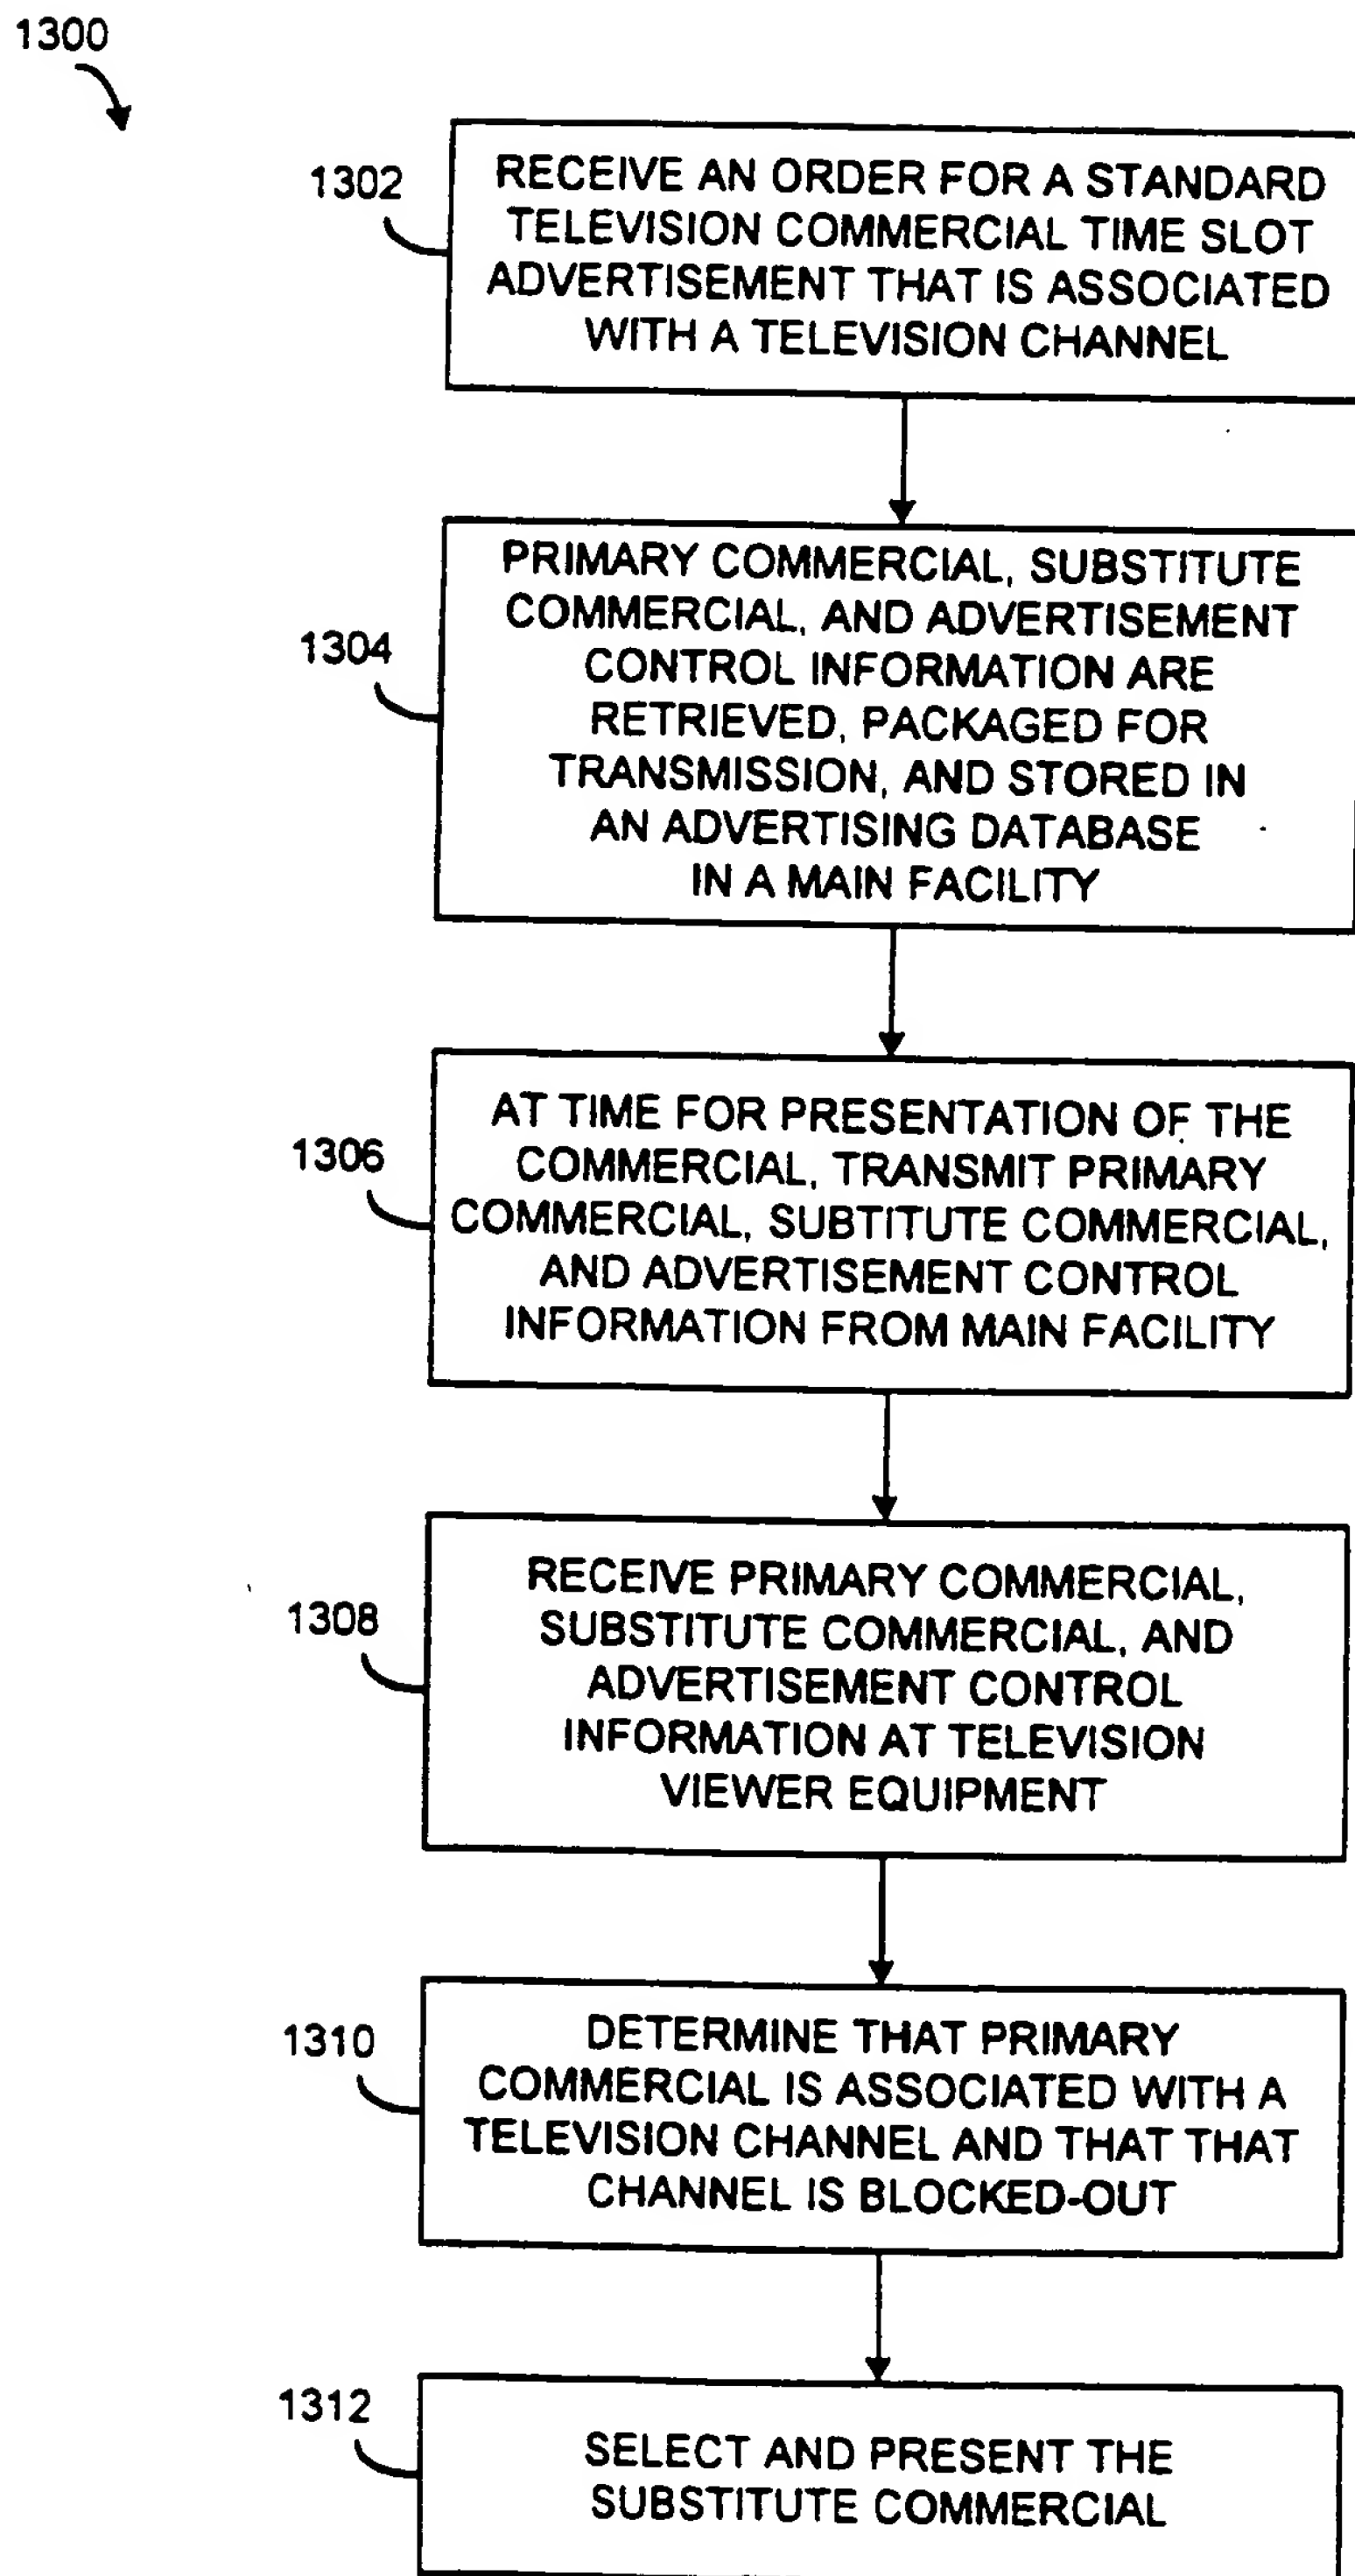 1300
1302
RECEIVE AN ORDER FOR A STANDARD
TELEVISION COMMERCIAL TIME SLOT
ADVERTISEMENT THAT IS ASSOCIATED
WITH A TELEVISION CHANNEL
1304
PRIMARY COMMERCIAL, SUBSTITUTE
COMMERCIAL, AND ADVERTISEMENT
CONTROL INFORMATION ARE
RETRIEVED, PACKAGED FOR
TRANSMISSION, AND STORED IN
AN ADVERTISING DATABASE
IN A MAIN FACILITY
1306
AT TIME FOR PRESENTATION OF THE
COMMERCIAL, TRANSMIT PRIMARY
COMMERCIAL, SUBTITUTE COMMERCIAL,
AND ADVERTISEMENT CONTROL
INFORMATION FROM MAIN FACILITY
1308
RECEIVE PRIMARY COMMERCIAL,
SUBSTITUTE COMMERCIAL, AND
ADVERTISEMENT CONTROL
INFORMATION AT TELEVISION
VIEWER EQUIPMENT
1310
DETERMINE THAT PRIMARY
COMMERCIAL IS ASSOCIATED WITH A
TELEVISION CHANNEL AND THAT THAT
CHANNEL IS BLOCKED-OUT
1312
SELECT AND PRESENT THE
SUBSTITUTE COMMERCIAL